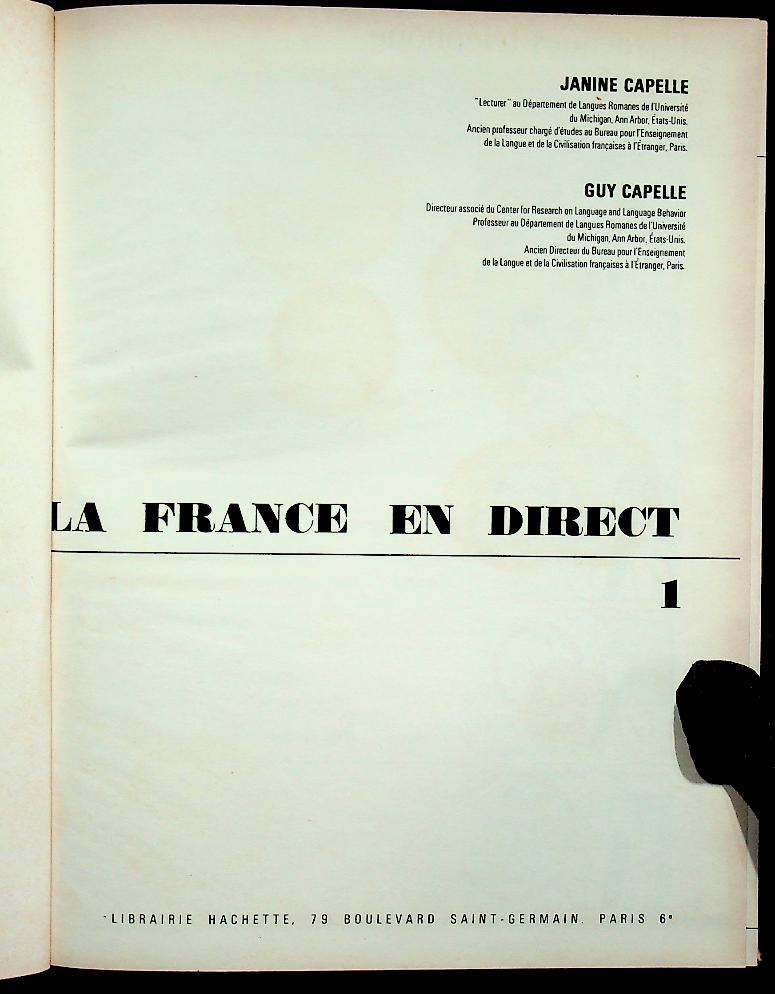 JANINE CAPELLE
"Lecturer" au Département de Langues Romanes de l'Université
du Michigan, Ann Arbor, États-Unis.
Ancien professeur chargé d'études au Bureau pour l'Enseignement
de la Langue et de la Civilisation françaises à l'Étranger, Paris.
GUY CAPELLE
Directeur associé du Center for Research on Language and Language Behavior
Professeur au Département de Langues Romanes de l'Université
du Michigan, Ann Arbor, États-Unis.
Ancien Directeur du Bureau pour l'Enseignement
de la Langue et de la Civilisation françaises à l'Étranger, Paris.
LA FRANCE EN DIRECT
1
LIBRAIRIE HACHETTE, 79 BOULEVARD SAINT-GERMAIN. PARIS 6e